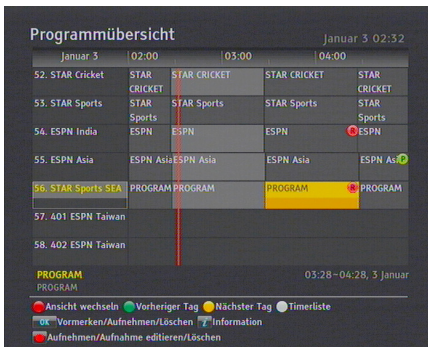 Programmübersicht
Januar 3 02:32
Januar 3 02:00 03:00 04:00
52. STAR Cricket STAR CRICKET STAR CRICKET STAR CRICKET STAR CRICKET
53. STAR Sports STAR Sports STAR Sports STAR Sports STAR Sports
54. ESPN India ESPN ESPN ESPN R ESPN
55. ESPN Asia ESPN Asia ESPN Asia ESPN Asia ESPN As P
56. STAR Sports SEA PROGRAM PROGRAM PROGRAM R PROGRAM
57. 401 ESPN Taiwan
58. 402 ESPN Taiwan
PROGRAM 03:28-04:28, 3 Januar
PROGRAM
Ansicht wechseln Vorheriger Tag Nächster Tag Timerliste
OK Vormerken/Aufnehmen/Löschen i Information
Aufnehmen/Aufnahme editieren/Löschen